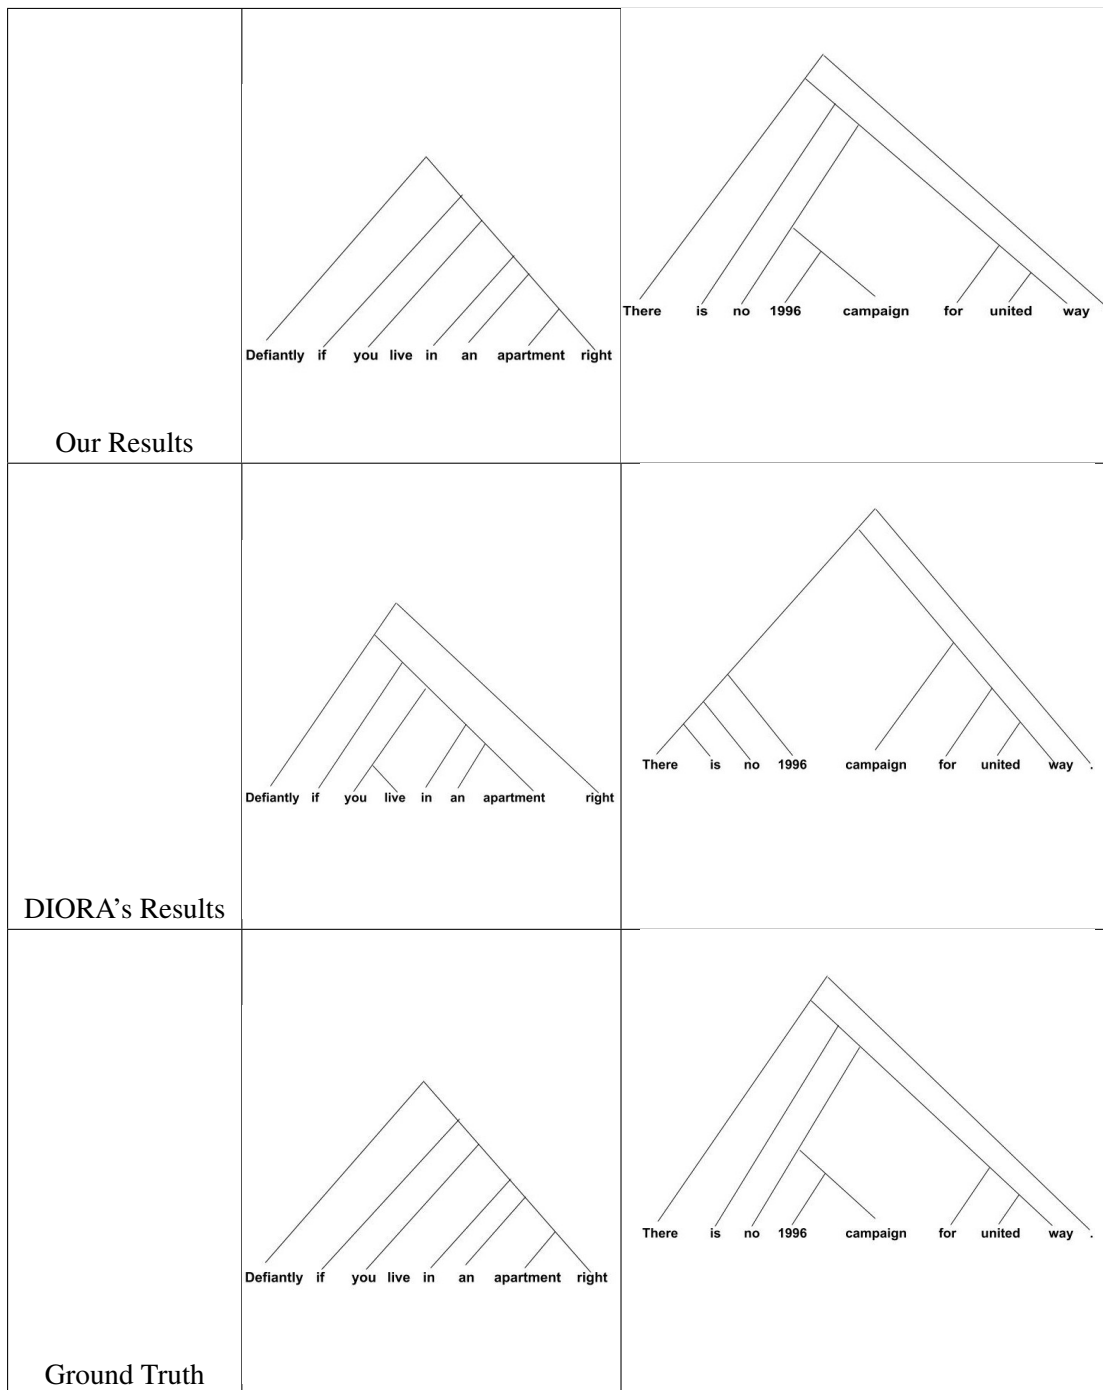 Defiantly if you live in an apartment right
There is no 1996 campaign for united way
Our Results
Defiantly if you live in an apartment right
There is no 1996 campaign for united way .
DIORA's Results
Defiantly if you live in an apartment right
There is no 1996 campaign for united way .
Ground Truth